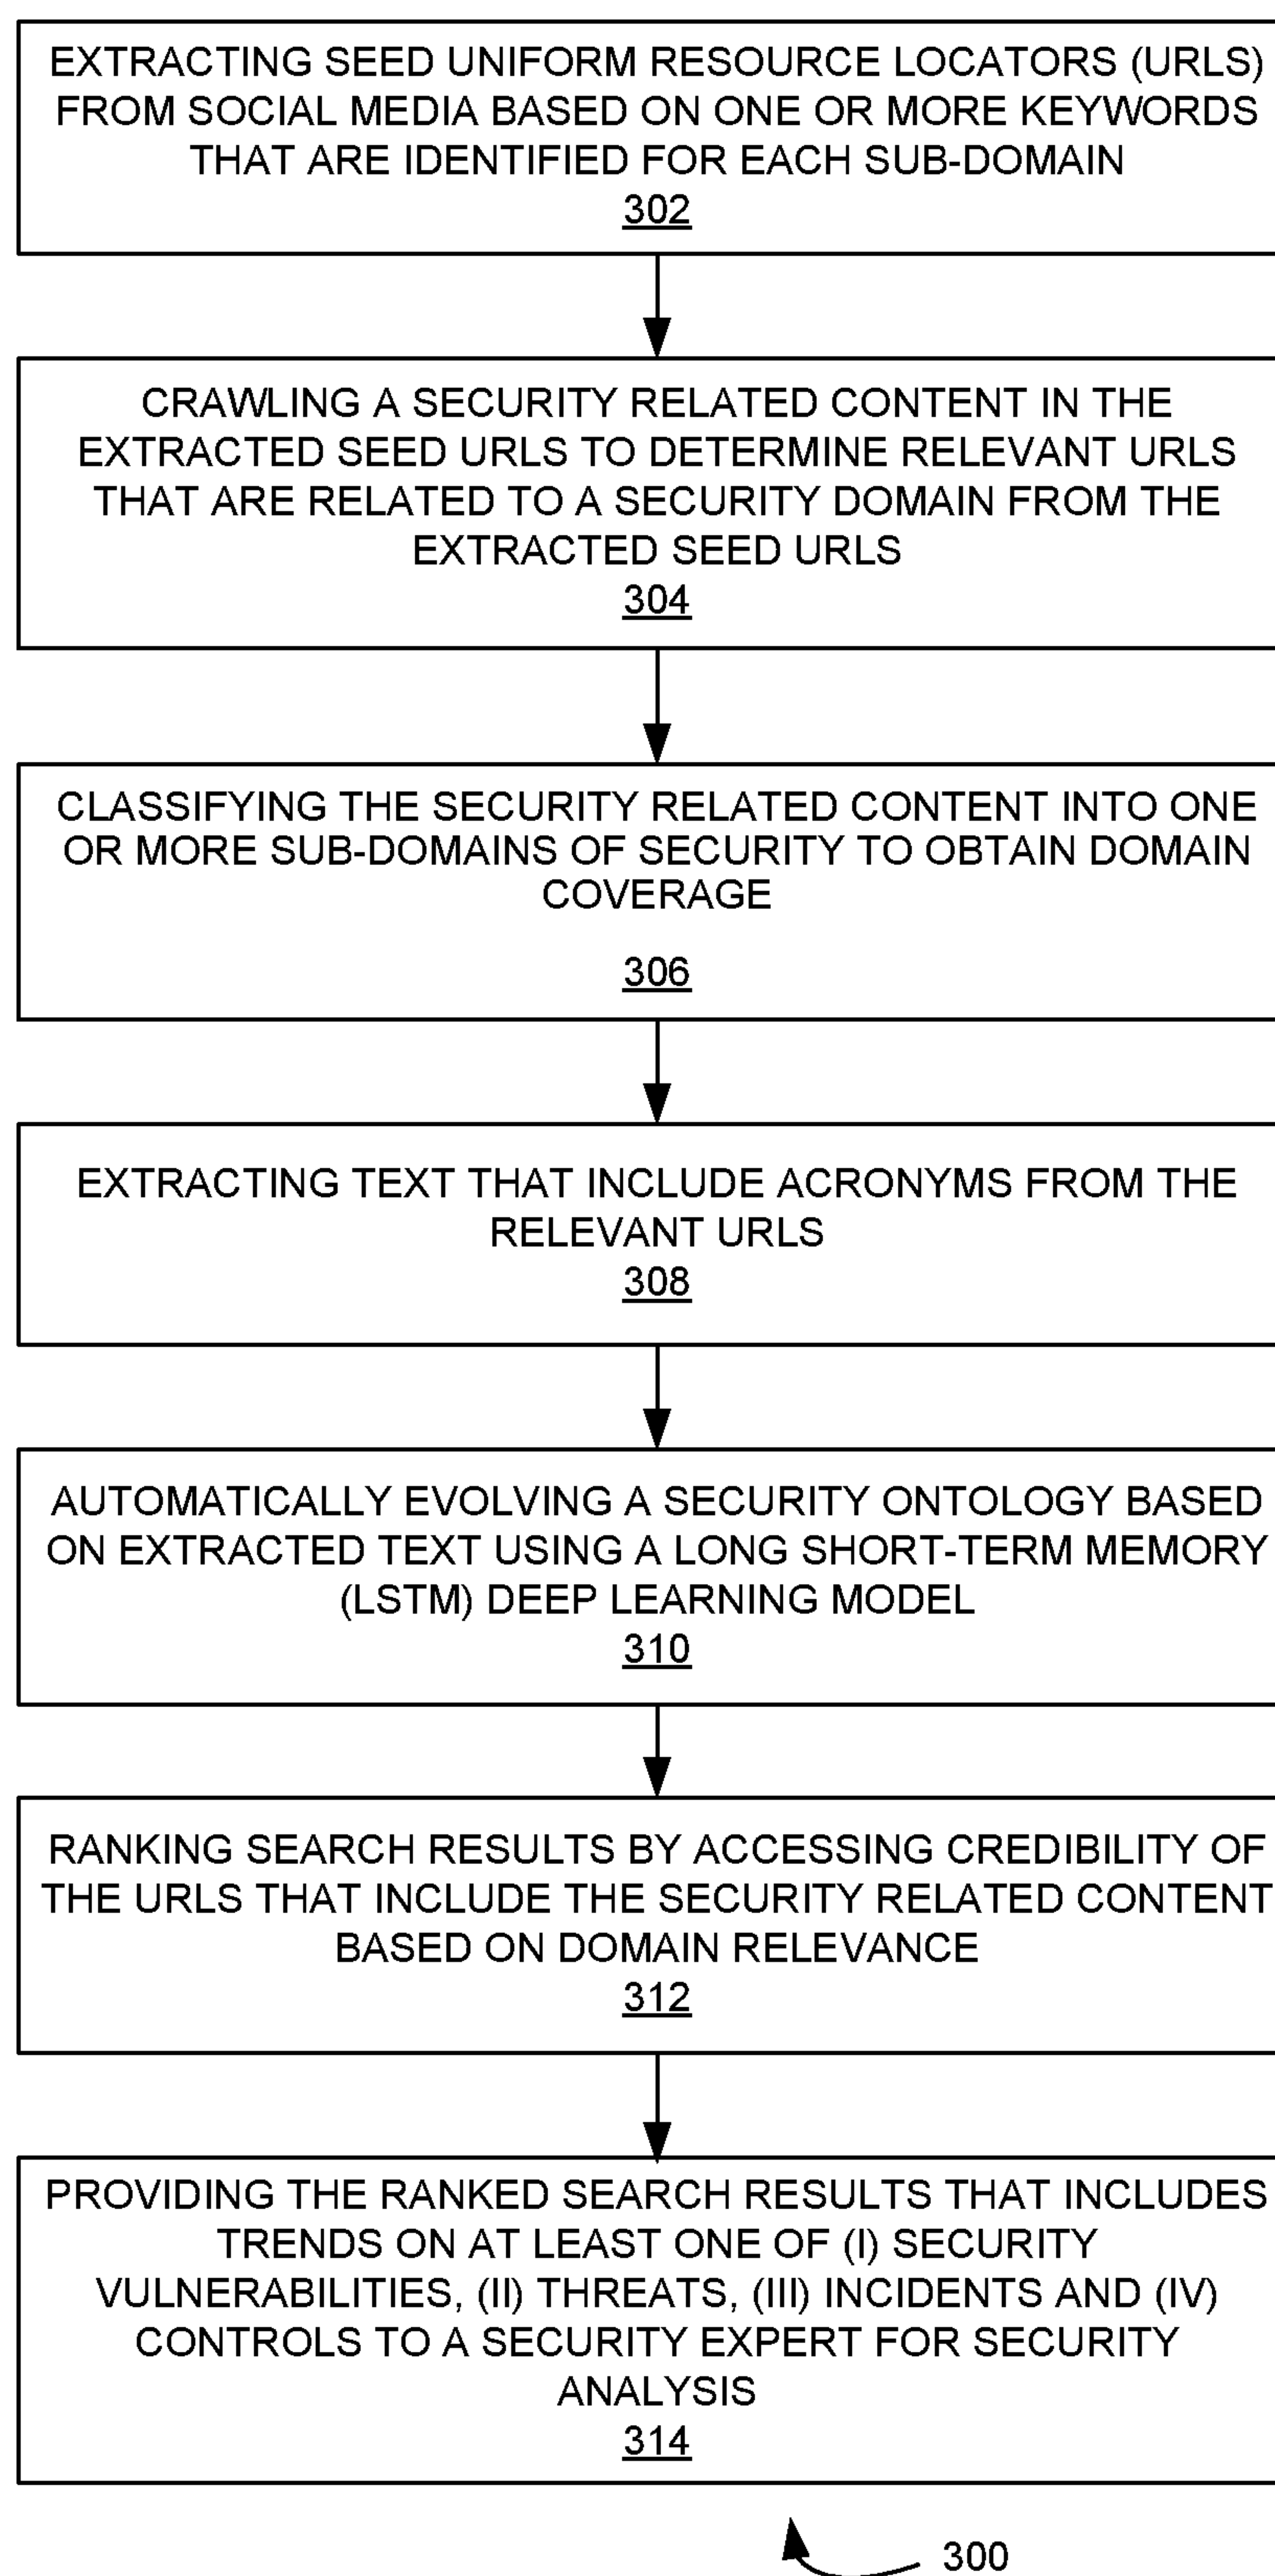 EXTRACTING SEED UNIFORM RESOURCE LOCATORS (URLS)
FROM SOCIAL MEDIA BASED ON ONE OR MORE KEYWORDS
THAT ARE IDENTIFIED FOR EACH SUB-DOMAIN
302
CRAWLING A SECURITY RELATED CONTENT IN THE
EXTRACTED SEED URLS TO DETERMINE RELEVANT URLS
THAT ARE RELATED TO A SECURITY DOMAIN FROM THE
EXTRACTED SEED URLS
304
CLASSIFYING THE SECURITY RELATED CONTENT INTO ONE
OR MORE SUB-DOMAINS OF SECURITY TO OBTAIN DOMAIN
COVERAGE
306
EXTRACTING TEXT THAT INCLUDE ACRONYMS FROM THE
RELEVANT URLS
308
AUTOMATICALLY EVOLVING A SECURITY ONTOLOGY BASED
ON EXTRACTED TEXT USING A LONG SHORT-TERM MEMORY
(LSTM) DEEP LEARNING MODEL
310
RANKING SEARCH RESULTS BY ACCESSING CREDIBILITY OF
THE URLS THAT INCLUDE THE SECURITY RELATED CONTENT
BASED ON DOMAIN RELEVANCE
312
PROVIDING THE RANKED SEARCH RESULTS THAT INCLUDES
TRENDS ON AT LEAST ONE OF (I) SECURITY
VULNERABILITIES, (II) THREATS, (III) INCIDENTS AND (IV)
CONTROLS TO A SECURITY EXPERT FOR SECURITY
ANALYSIS
314
300